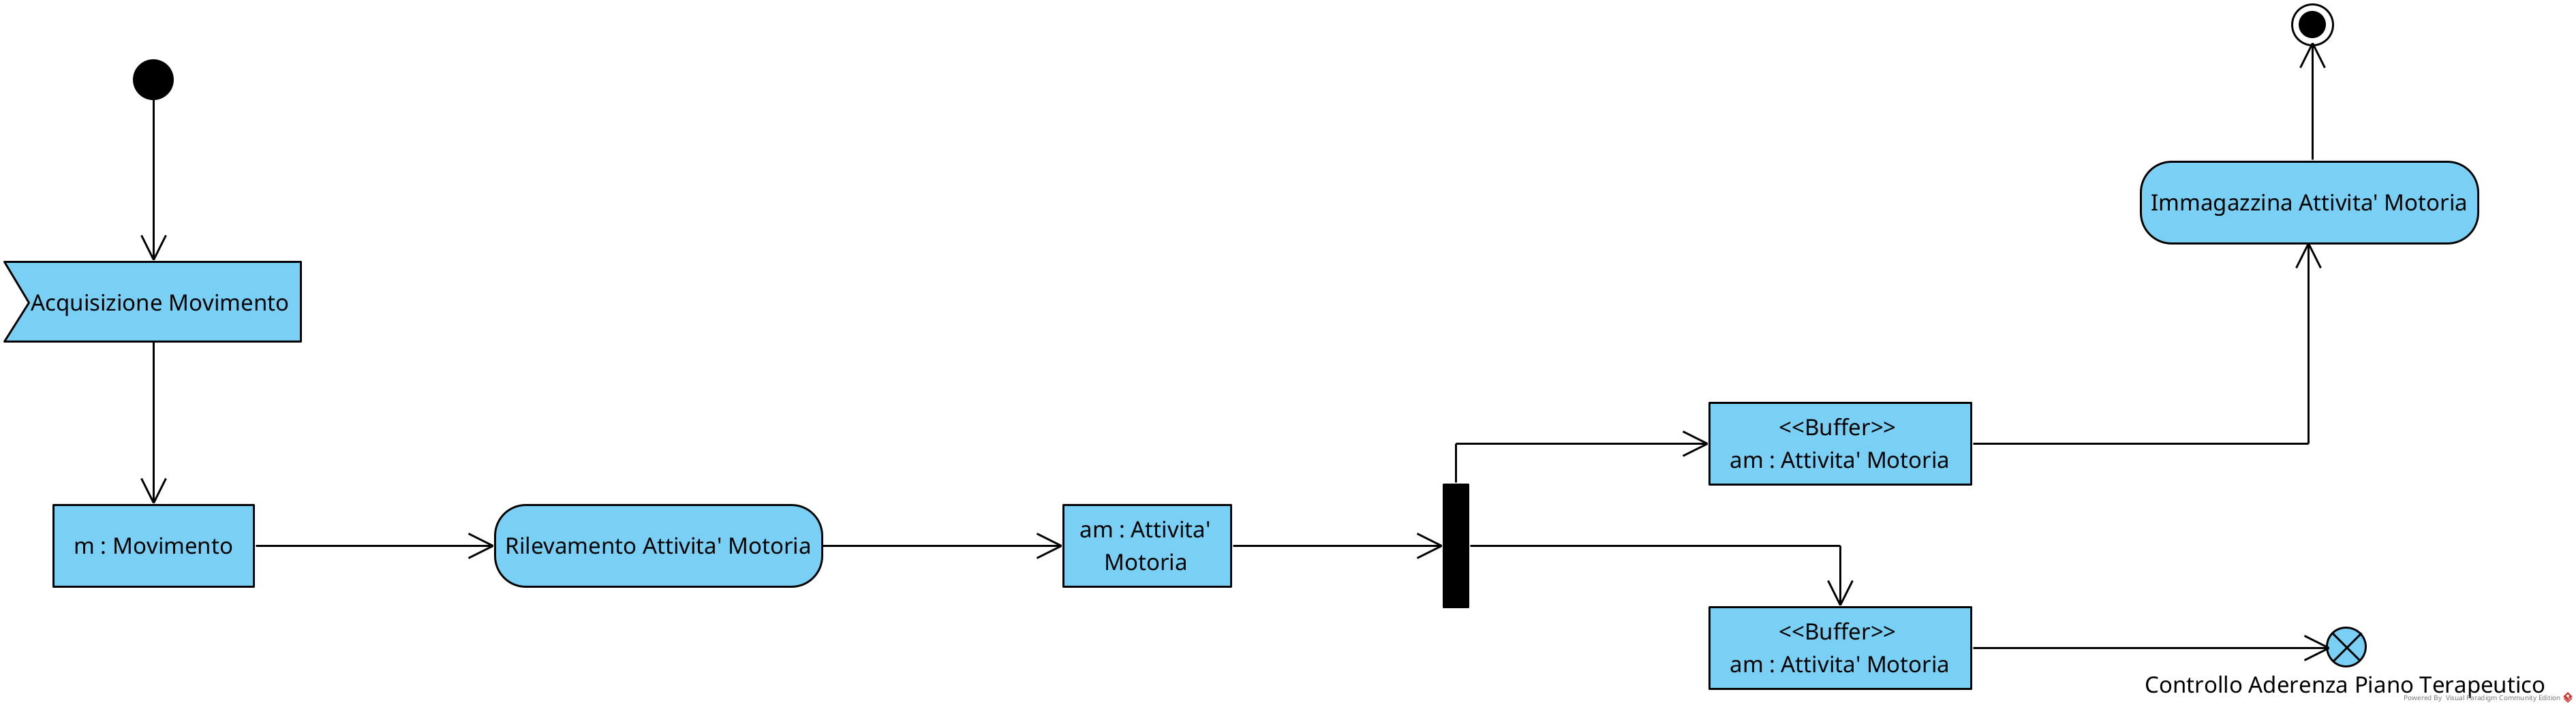 Acquisizione Movimento
m : Movimento
Rilevamento Attivita' Motoria
am : Attivita'
Motoria
<<Buffer>>
am : Attivita' Motoria
Immagazzina Attivita' Motoria
<<Buffer>>
am : Attivita' Motoria
Controllo Aderenza Piano Terapeutico
Powered By Visual Paradigm Community Edition